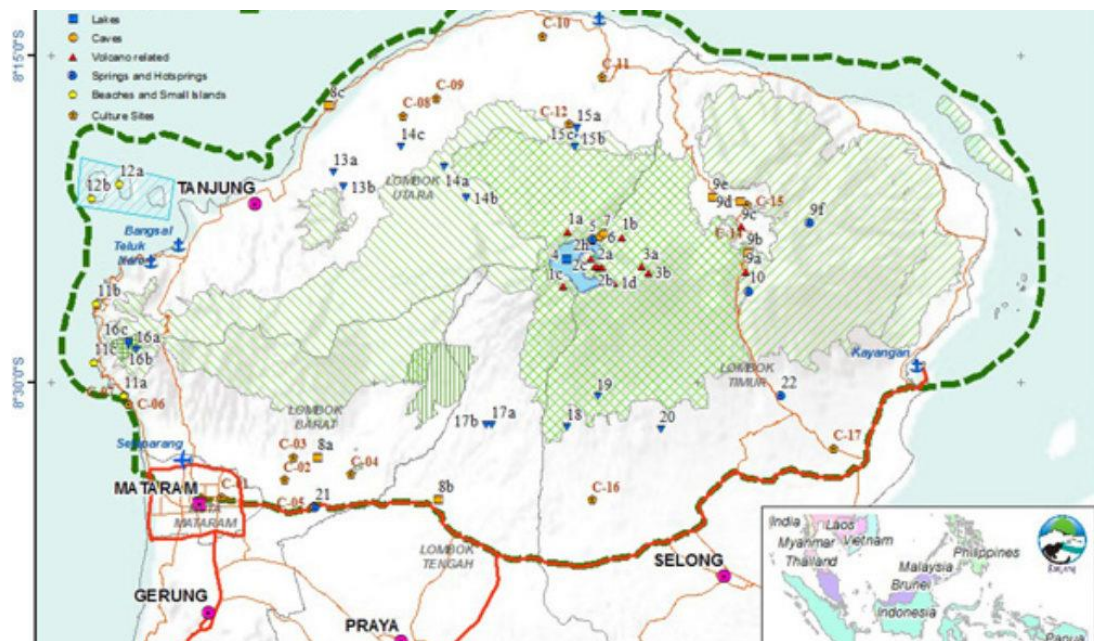 Lakes
Caves
Volcano related
Springs and Hotsprings
Beaches and Small Islands
Culture Sites
8°15'0"S
8°30'0"S
C-10
C-11
8c
C-09
C-08
C-12
15a
15c
15b
14c
13a
13b
LOMBOK
UTARA
14a
14b
12a
12b
TANJUNG
Bangsal
Teluk
9e
9d
C-15
9c
C-14
9f
9b
9a
10
1a
5
7
6
1b
2h
4
2c
2a
2b
3a
3b
1c
1d
11b
16c
16a
16b
11c
11a
C-06
Kayangan
LOMBOK
TIMUR
22
19
18
20
17b
17a
LOMBOK
BARAT
C-03
8a
C-02
C-04
C-17
MATARAM
C-05
21
8b
C-16
KOTA
MATARAM
LOMBOK
TENGAH
SELONG
GERUNG
PRAYA
India
Laos
Myanmar
Vietnam
Thailand
Philippines
Malaysia
Brunei
Indonesia
Papua